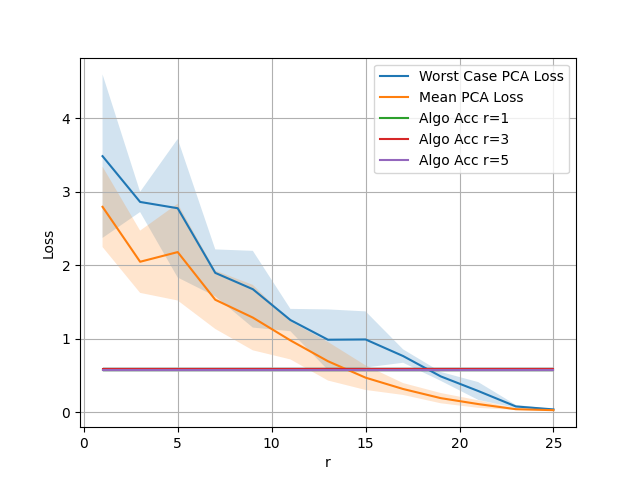 Worst Case PCA Loss
Mean PCA Loss
Algo Acc r=1
Algo Acc r=3
Algo Acc r=5
Loss
4
3
2
1
0
0 5 10 15 20 25
r